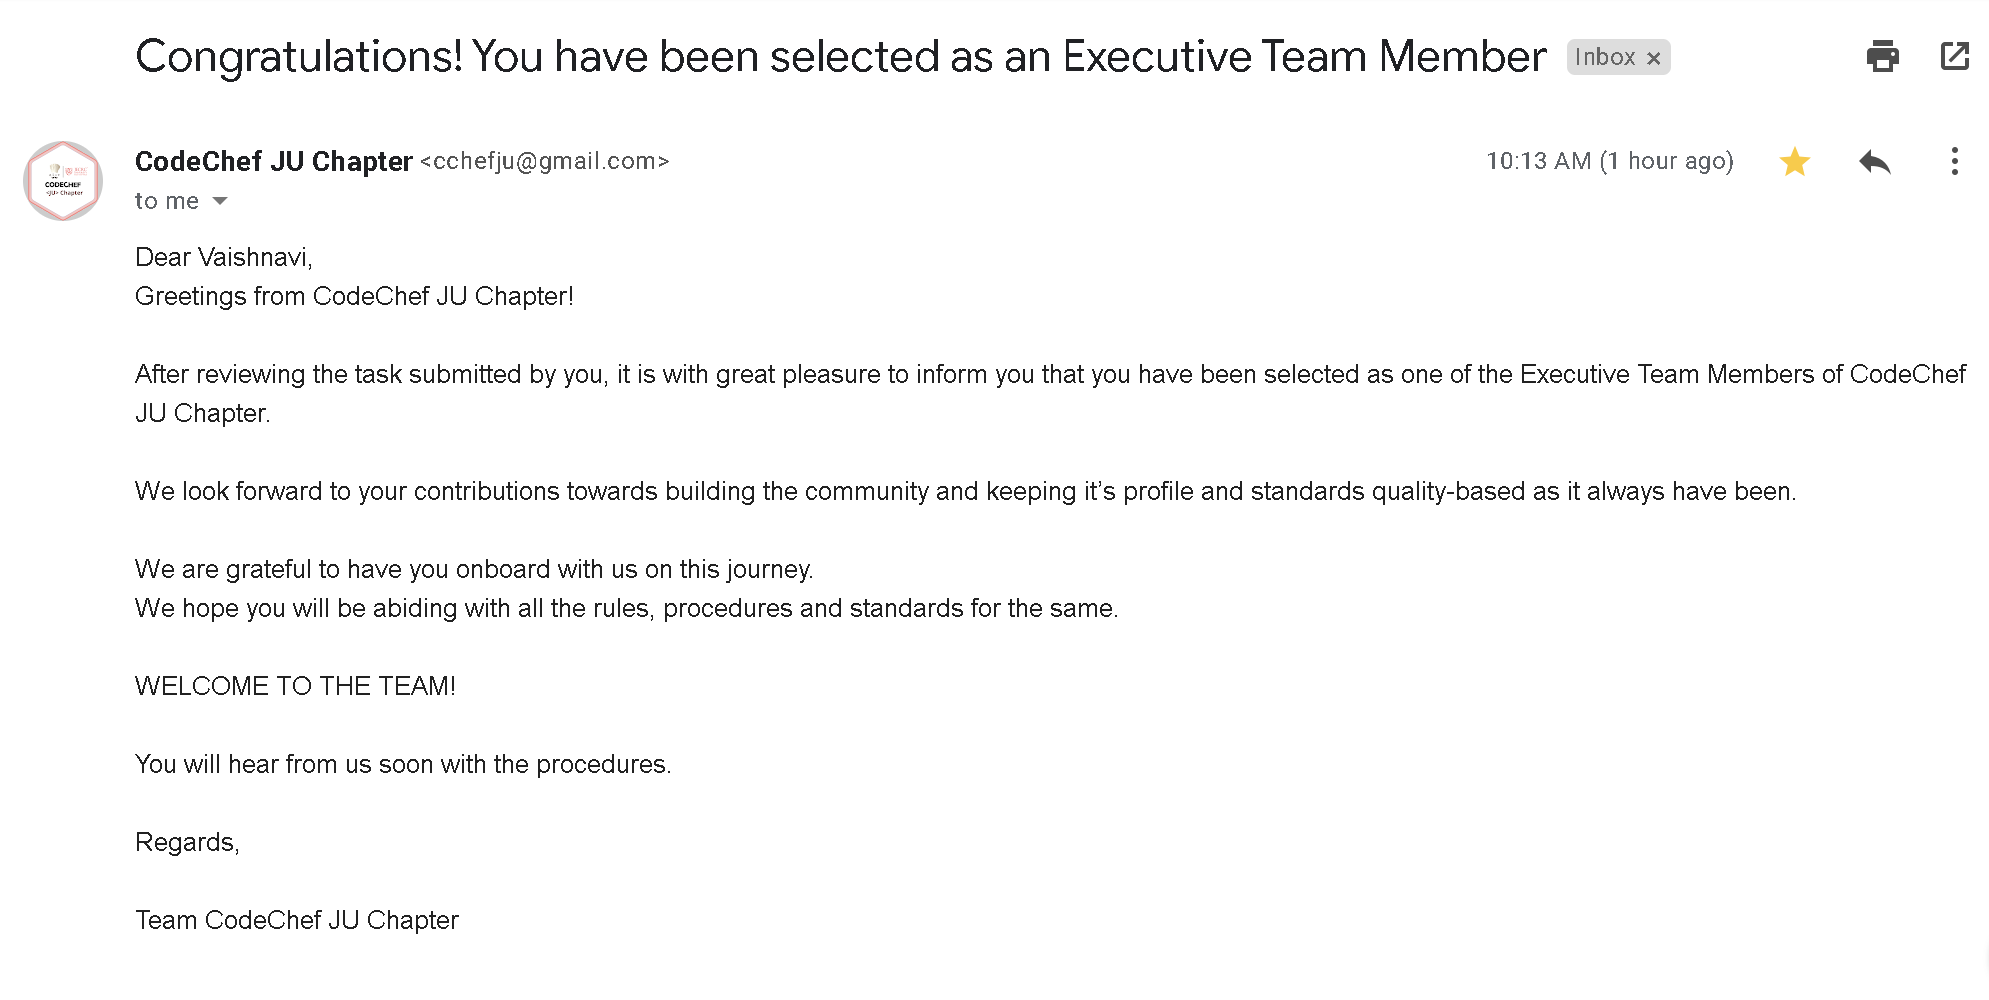 Congratulations! You have been selected as an Executive Team Member Inbox ×
CodeChef JU Chapter <cchefju@gmail.com> 10:13 AM (1 hour ago)
to me
CODECHEF
<JU> Chapter
Dear Vaishnavi,
Greetings from CodeChef JU Chapter!
After reviewing the task submitted by you, it is with great pleasure to inform you that you have been selected as one of the Executive Team Members of CodeChef
JU Chapter.
We look forward to your contributions towards building the community and keeping it’s profile and standards quality-based as it always have been.
We are grateful to have you onboard with us on this journey.
We hope you will be abiding with all the rules, procedures and standards for the same.
WELCOME TO THE TEAM!
You will hear from us soon with the procedures.
Regards,
Team CodeChef JU Chapter